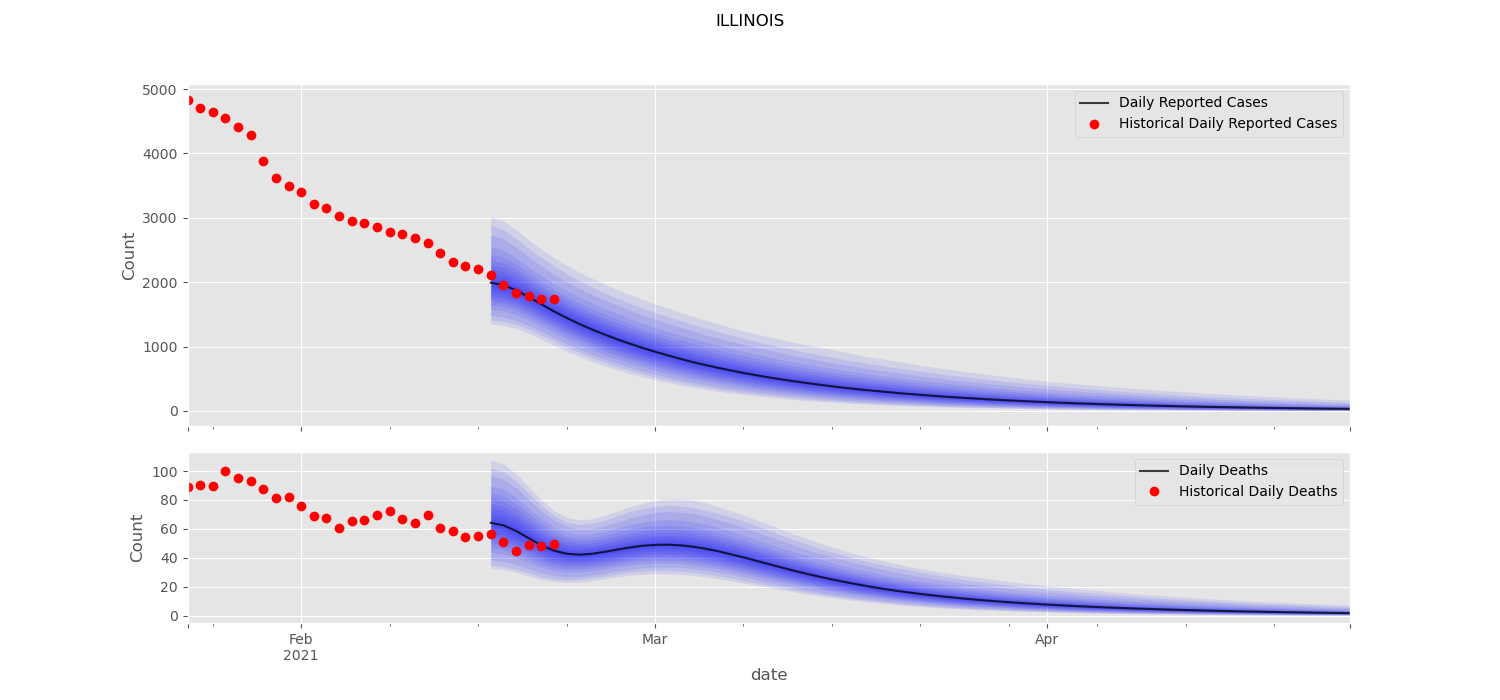 ILLINOIS
5000
4000
3000
2000
1000
0
Count
Daily Reported Cases
Historical Daily Reported Cases
100
80
60
40
20
0
Count
Daily Deaths
Historical Daily Deaths
Feb
2021
Mar
Apr
date